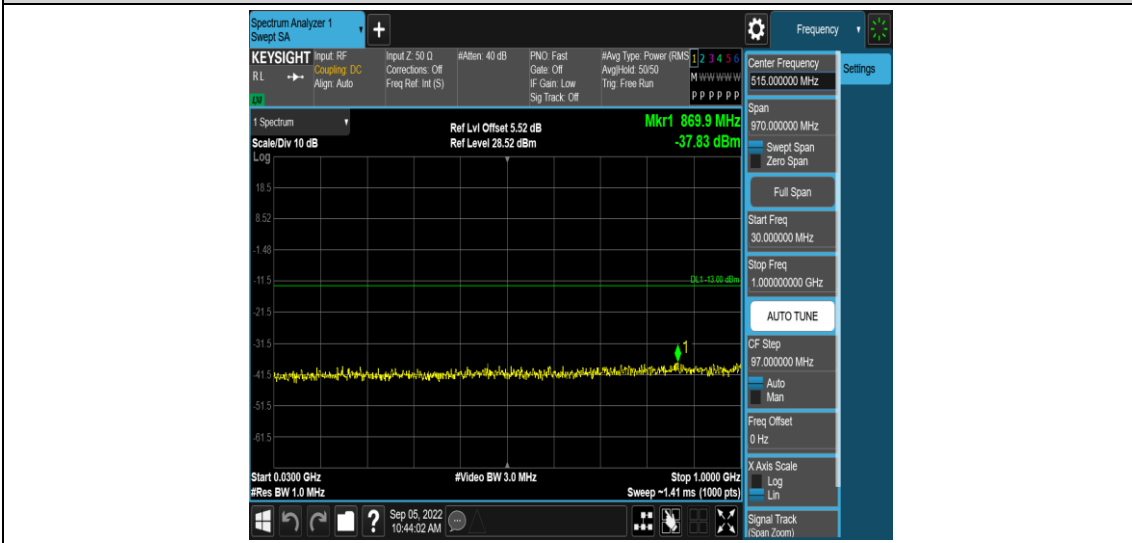 Spectrum Analyzer 1
Swept SA
+
Frequency
KEYSIGHT
Input: RF
Coupling: DC
Align: Auto
RL
LXI
Input Z: 50 Ω
Corrections: Off
Freq Ref: Int (S)
#Atten: 40 dB
PNO: Fast
Gate: Off
IF Gain: Low
Sig Track: Off
#Avg Type: Power (RMS
Avg|Hold: 50/50
Trig: Free Run
1 2 3 4 5 6
M W W W W W
P P P P P P
1 Spectrum
Scale/Div 10 dB
Ref Lvl Offset 5.52 dB
Ref Level 28.52 dBm
Mkr1 869.9 MHz
-37.83 dBm
Log
18.5
8.52
-1.48
-11.5
-21.5
-31.5
-41.5
-51.5
-61.5
DL1 -13.00 dBm
1
Start 0.0300 GHz
#Res BW 1.0 MHz
#Video BW 3.0 MHz
Stop 1.0000 GHz
Sweep ~1.41 ms (1000 pts)
Center Frequency
515.000000 MHz
Settings
Span
970.000000 MHz
Swept Span
Zero Span
Full Span
Start Freq
30.000000 MHz
Stop Freq
1.000000000 GHz
AUTO TUNE
CF Step
97.000000 MHz
Auto
Man
Freq Offset
0 Hz
X Axis Scale
Log
Lin
Signal Track
(Span Zoom)
?
Sep 05, 2022
10:44:02 AM